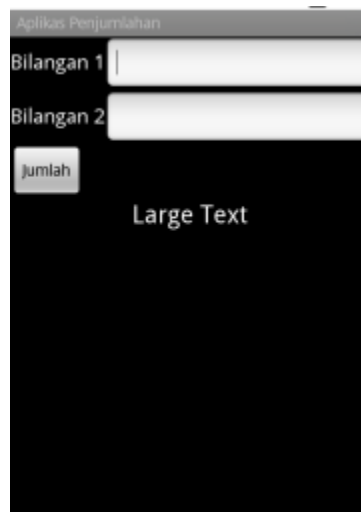 Aplikas Penjumlahan
Bilangan 1
Bilangan 2
Jumlah
Large Text